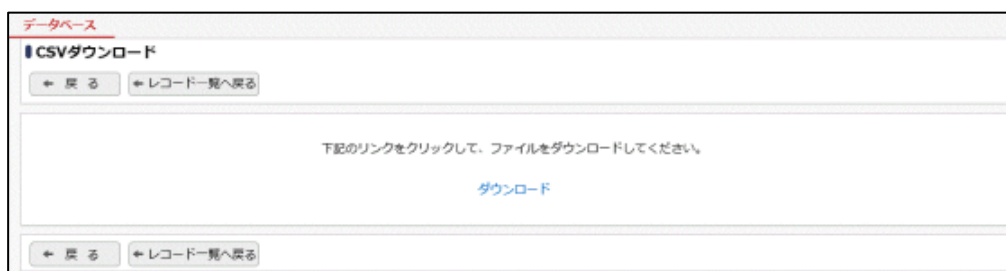 データベース
CSVダウンロード
← 戻 る ← レコード一覧へ戻る
下記のリンクをクリックして、ファイルをダウンロードしてください。
ダウンロード
← 戻 る ← レコード一覧へ戻る